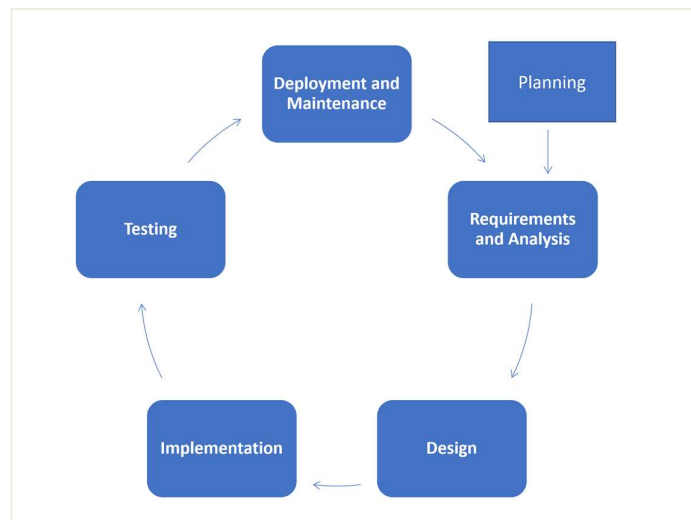 Deployment and
Maintenance
Planning
Requirements
and Analysis
Testing
Implementation
Design